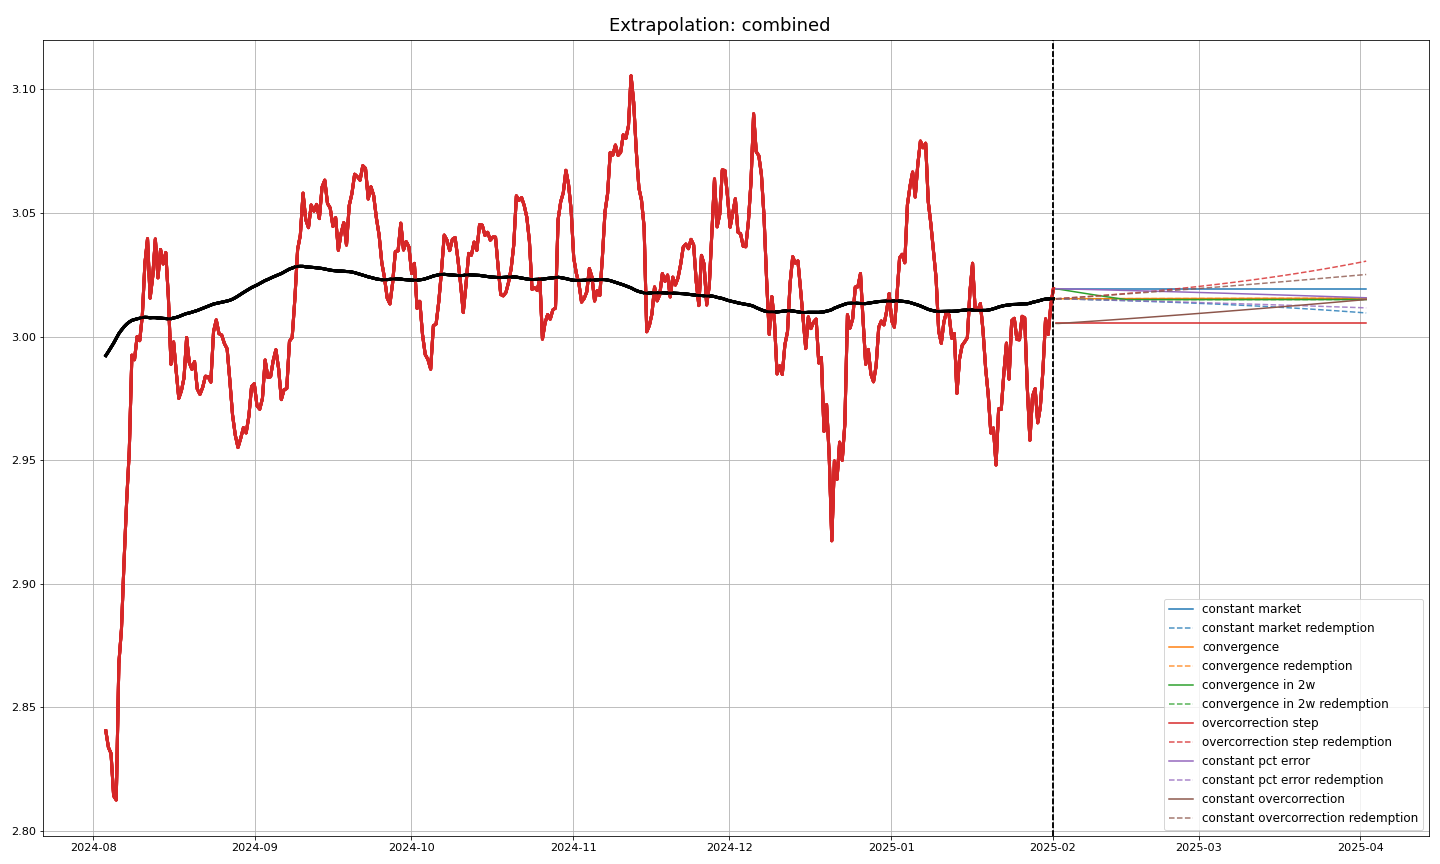 Extrapolation: combined
3.10
3.05
3.00
2.95
2.90
2.85
2.80
2024-08
2024-09
2024-10
2024-11
2024-12
2025-01
2025-02
2025-03
2025-04
constant market
constant market redemption
convergence
convergence redemption
convergence in 2w
convergence in 2w redemption
overcorrection step
overcorrection step redemption
constant pct error
constant pct error redemption
constant overcorrection
constant overcorrection redemption